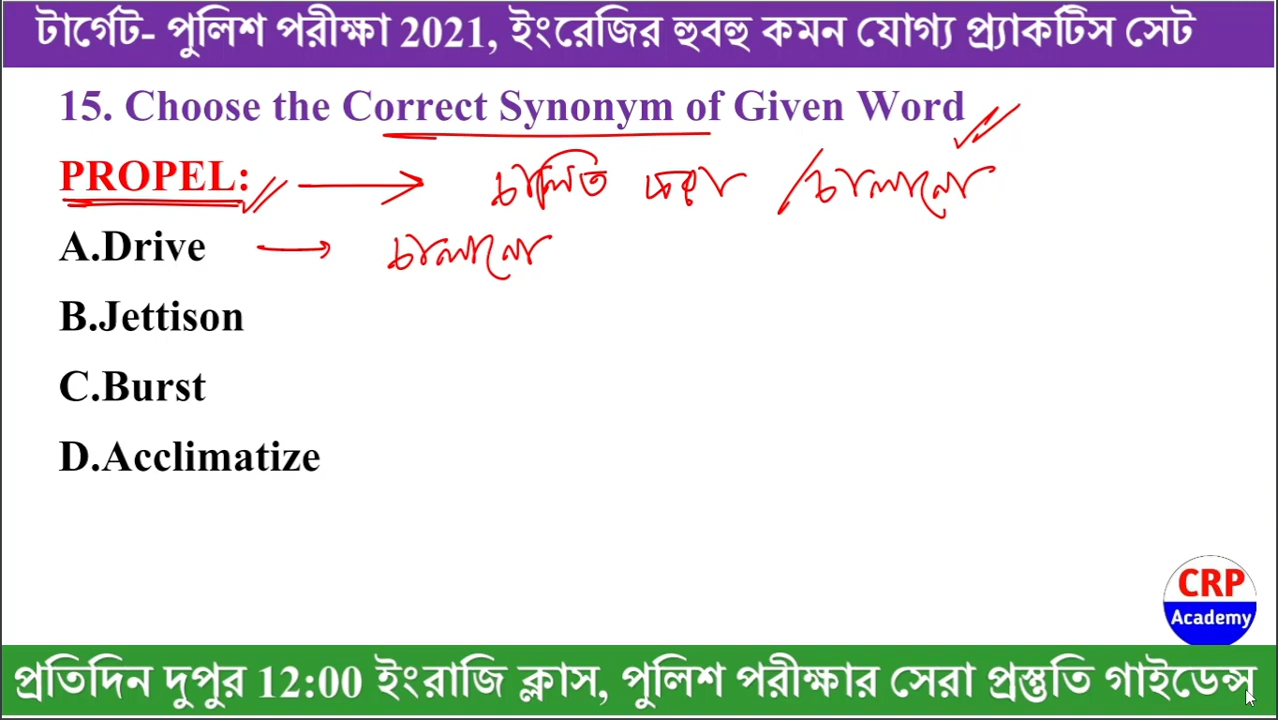 টার্গেট- পুলিশ পরীক্ষা 2021, ইংরেজির হুবহু কমন যোগ্য প্র্যাকটিস সেট
15. Choose the Correct Synonym of Given Word
PROPEL: চালিত করা / চালানো
A.Drive চালানো
B.Jettison
C.Burst
D.Acclimatize
CRP
Academy
প্রতিদিন দুপুর 12:00 ইংরাজি ক্লাস, পুলিশ পরীক্ষার সেরা প্রস্তুতি গাইডেন্স